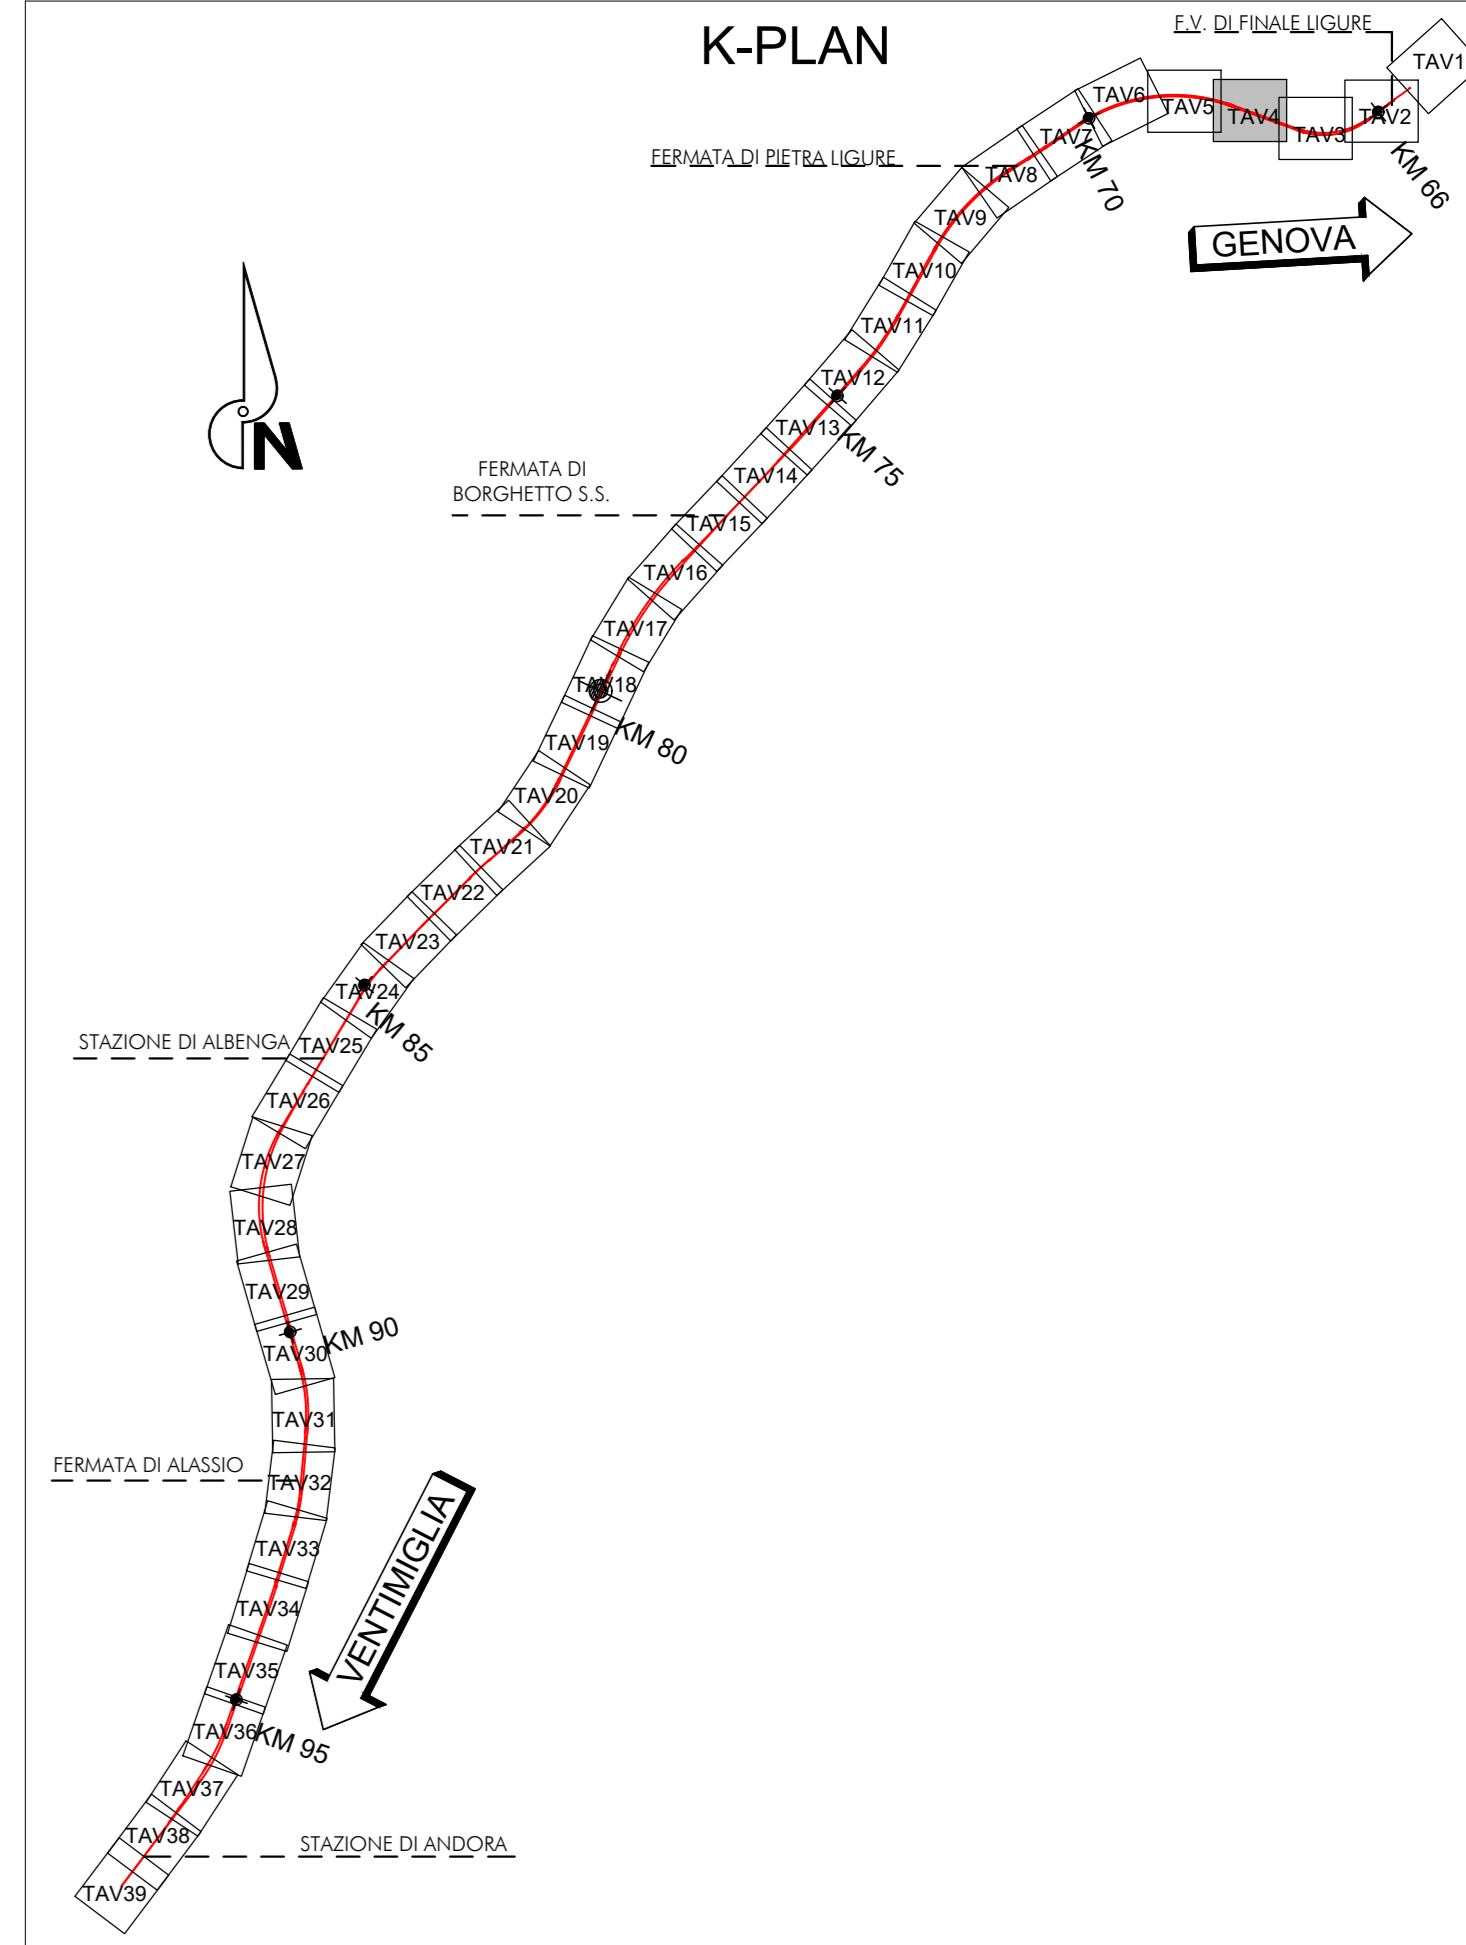 K-PLAN
F.V. DI FINALE LIGURE
TAV1
TAV2
TAV3
TAV4
TAV5
TAV6
TAV7
KM 66
KM 70
FERMATA DI PIETRA LIGURE
TAV8
TAV9
GENOVA
TAV10
TAV11
TAV12
TAV13
KM 75
N
FERMATA DI
BORGHETTO S.S.
TAV14
TAV15
TAV16
TAV17
TAV18
KM 80
TAV19
TAV20
TAV21
TAV22
TAV23
TAV24
KM 85
STAZIONE DI ALBENGA
TAV25
TAV26
TAV27
TAV28
TAV29
KM 90
TAV30
TAV31
FERMATA DI ALASSIO
TAV32
TAV33
VENTIMIGLIA
TAV34
TAV35
TAV36
KM 95
TAV37
TAV38
STAZIONE DI ANDORA
TAV39